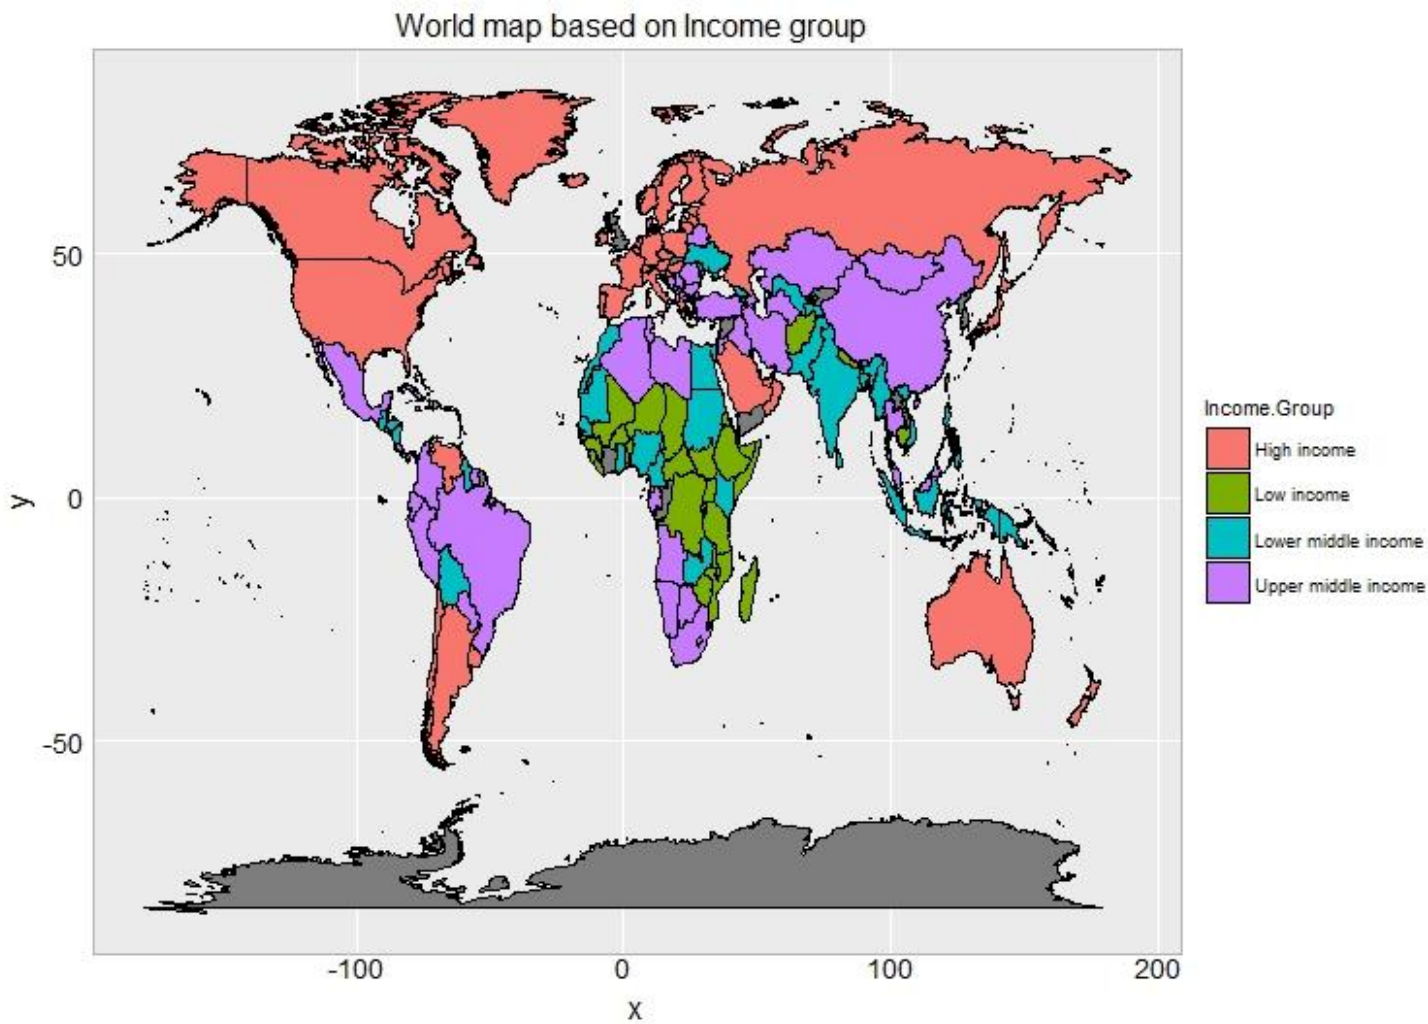 World map based on Income group
y
50
0
-50
-100
0
100
200
x
Income.Group
High income
Low income
Lower middle income
Upper middle income